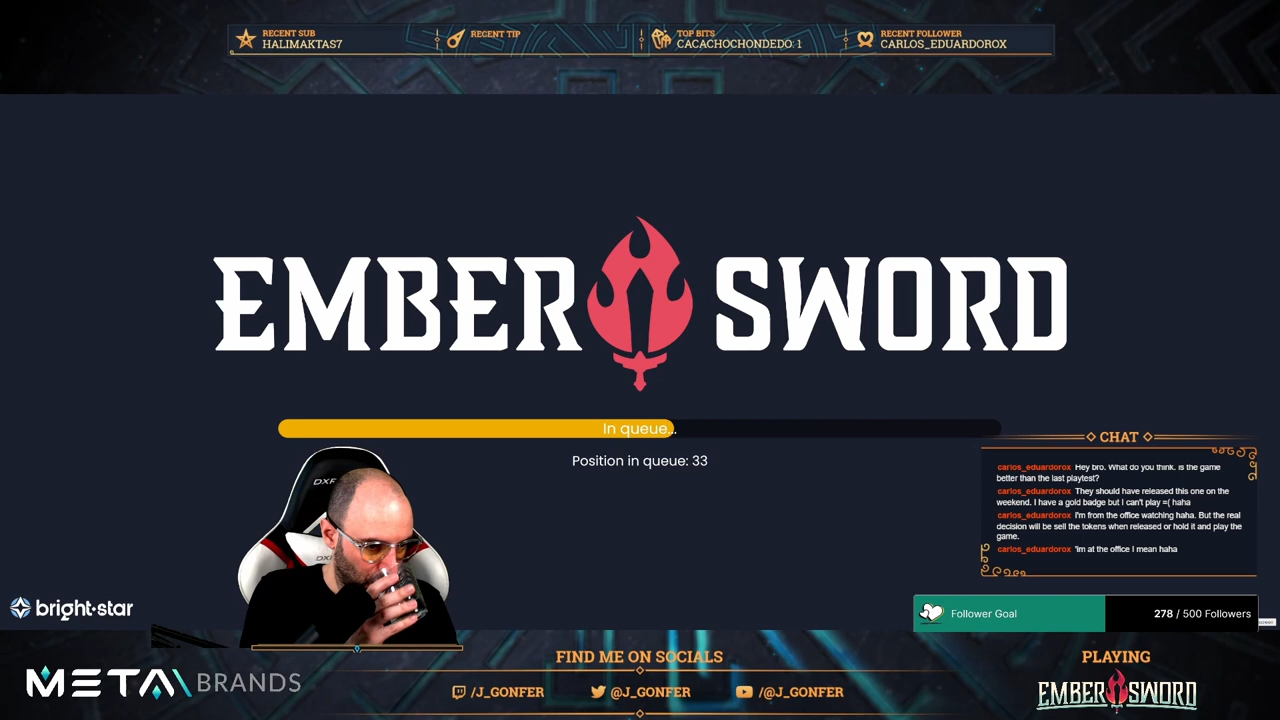 RECENT SUB
HALIMAKTAS7
RECENT TIP
TOP BITS
CACACHOCHONDEDO: 1
RECENT FOLLOWER
CARLOS_EDUARDOROX
EMBER SWORD
In queue...
Position in queue: 33
DXR
DXR
CHAT
carlos_eduardorox Hey bro. What do you think. Is the game
better than the last playtest?
carlos_eduardorox They should have released this one on the
weekend. I have a gold badge but I can't play =( haha
carlos_eduardorox I'm from the office watching haha. But the real
decision will be sell the tokens when released or hold it and play the
game.
carlos_eduardorox 'Im at the office I mean haha
bright·star
Follower Goal
278 / 500 Followers
screen
META BRANDS
FIND ME ON SOCIALS
/J_GONFER
@J_GONFER
/@J_GONFER
PLAYING
EMBER SWORD